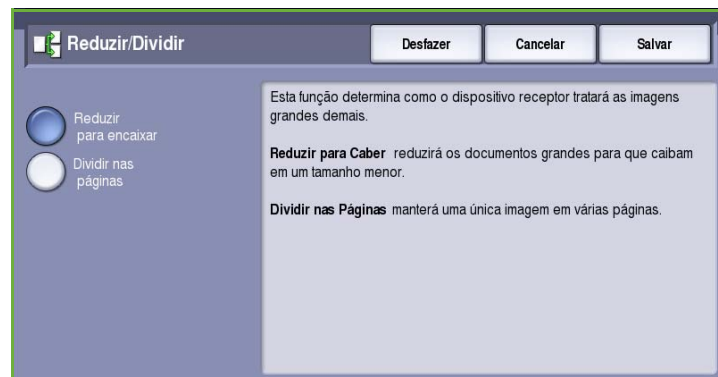 Reduzir/Dividir
Desfazer
Cancelar
Salvar
Reduzir
para encaixar
Dividir nas
páginas
Esta função determina como o dispositivo receptor tratará as imagens
grandes demais.
Reduzir para Caber reduzirá os documentos grandes para que caibam
em um tamanho menor.
Dividir nas Páginas manterá uma única imagem em várias páginas.